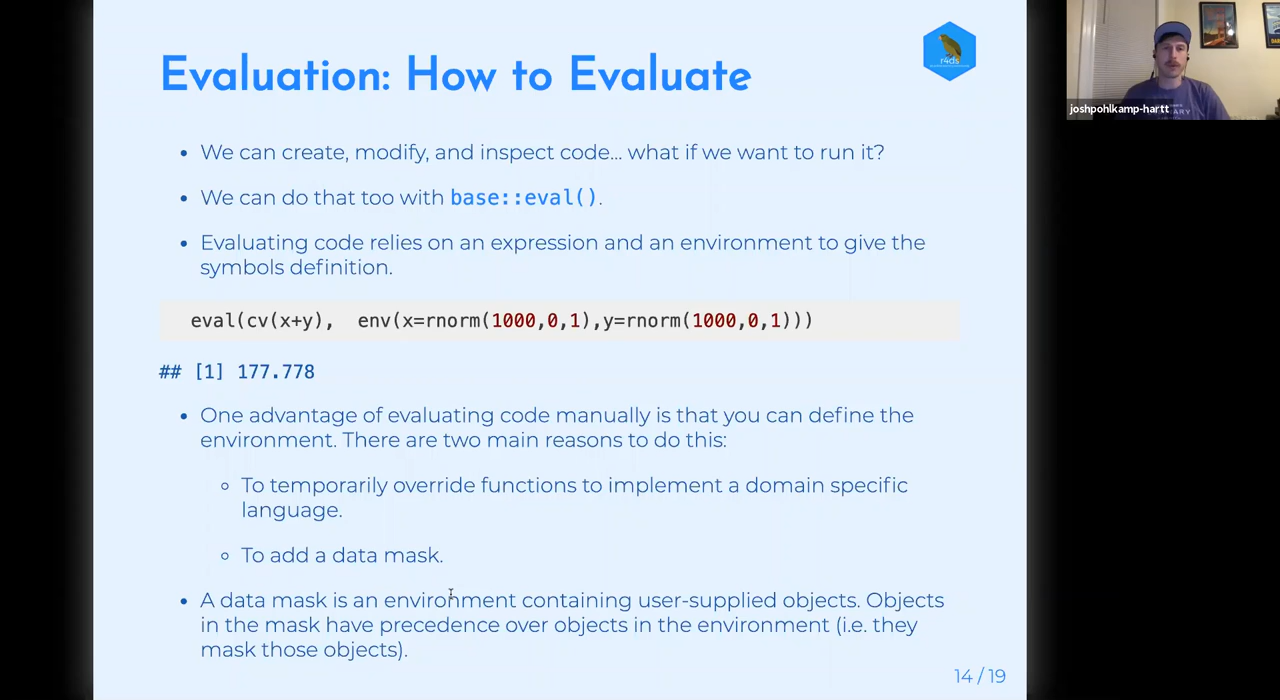 Evaluation: How to Evaluate
r4ds
joshpohlkamp-hartt
ARY
We can create, modify, and inspect code... what if we want to run it?
We can do that too with base::eval().
Evaluating code relies on an expression and an environment to give the
symbols definition.
eval(cv(x+y),  env(x=rnorm(1000,0,1),y=rnorm(1000,0,1)))
## [1] 177.778
One advantage of evaluating code manually is that you can define the
environment. There are two main reasons to do this:
To temporarily override functions to implement a domain specific
language.
To add a data mask.
A data mask is an environment containing user-supplied objects. Objects
in the mask have precedence over objects in the environment (i.e. they
mask those objects).
14 / 19